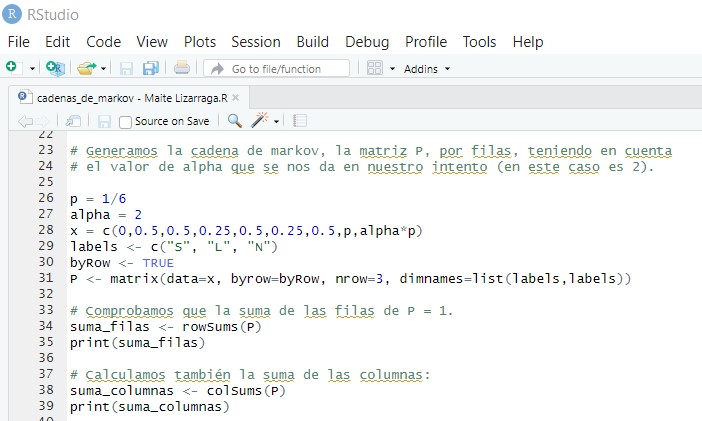 RStudio
File Edit Code View Plots Session Build Debug Profile Tools Help
Go to file/function Addins
cadenas_de_markov - Maite Lizarraga.R
Source on Save
22
23 # Generamos la cadena de markov, la matriz P, por filas, teniendo en cuenta
24 # el valor de alpha que se nos da en nuestro intento (en este caso es 2).
25
26 p = 1/6
27 alpha = 2
28 x = c(0,0.5,0.5,0.25,0.5,0.25,0.5,p,alpha*p)
29 labels <- c("S", "L", "N")
30 byRow <- TRUE
31 P <- matrix(data=x, byrow=byRow, nrow=3, dimnames=list(labels,labels))
32
33 # Comprobamos que la suma de las filas de P = 1.
34 suma_filas <- rowSums(P)
35 print(suma_filas)
36
37 # Calculamos también la suma de las columnas:
38 suma_columnas <- colSums(P)
39 print(suma_columnas)
40